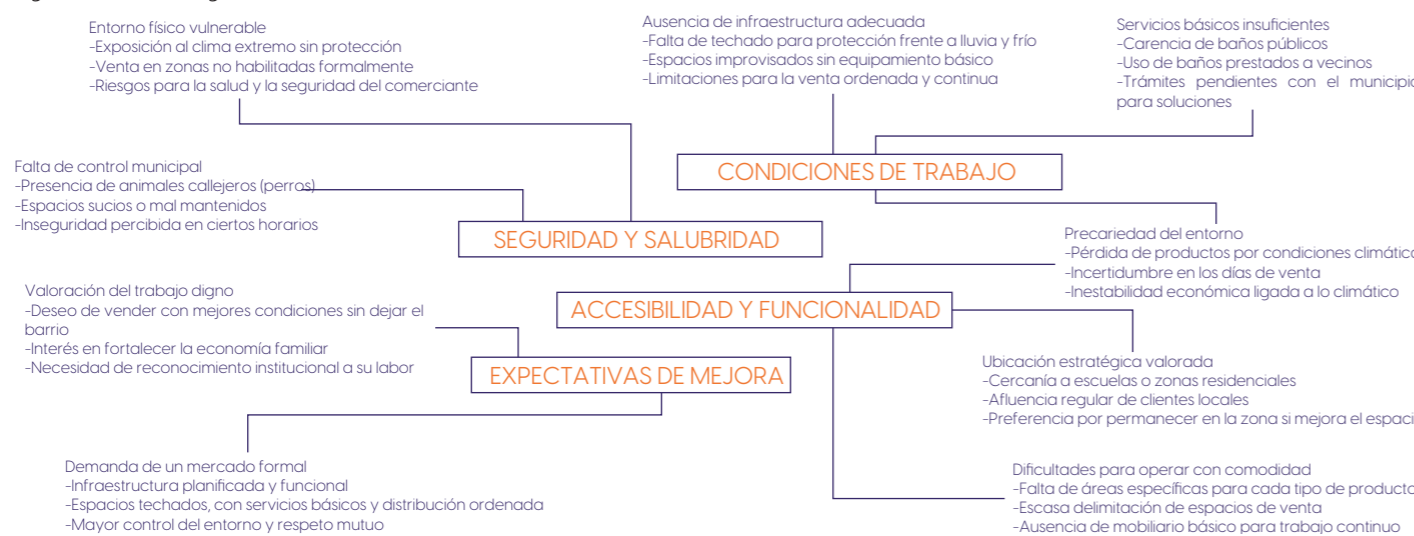 Entorno físico vulnerable
-Exposición al clima extremo sin protección
-Venta en zonas no habilitadas formalmente
-Riesgos para la salud y la seguridad del comerciante
Ausencia de infraestructura adecuada
-Falta de techado para protección frente a lluvia y frío
-Espacios improvisados sin equipamiento básico
-Limitaciones para la venta ordenada y continua
Servicios básicos insuficientes
-Carencia de baños públicos
-Uso de baños prestados a vecinos
-Trámites pendientes con el municipio
para soluciones
CONDICIONES DE TRABAJO
Falta de control municipal
-Presencia de animales callejeros (perros)
-Espacios sucios o mal mantenidos
-Inseguridad percibida en ciertos horarios
SEGURIDAD Y SALUBRIDAD
Precariedad del entorno
-Pérdida de productos por condiciones climátic
-Incertidumbre en los días de venta
-Inestabilidad económica ligada a lo climático
Valoración del trabajo digno
-Deseo de vender con mejores condiciones sin dejar el
barrio
-Interés en fortalecer la economía familiar
-Necesidad de reconocimiento institucional a su labor
ACCESIBILIDAD Y FUNCIONALIDAD
EXPECTATIVAS DE MEJORA
Ubicación estratégica valorada
-Cercanía a escuelas o zonas residenciales
-Afluencia regular de clientes locales
-Preferencia por permanecer en la zona si mejora el espaci
Demanda de un mercado formal
-Infraestructura planificada y funcional
-Espacios techados, con servicios básicos y distribución ordenada
-Mayor control del entorno y respeto mutuo
Dificultades para operar con comodidad
-Falta de áreas específicas para cada tipo de producto
-Escasa delimitación de espacios de venta
-Ausencia de mobiliario básico para trabajo continuo